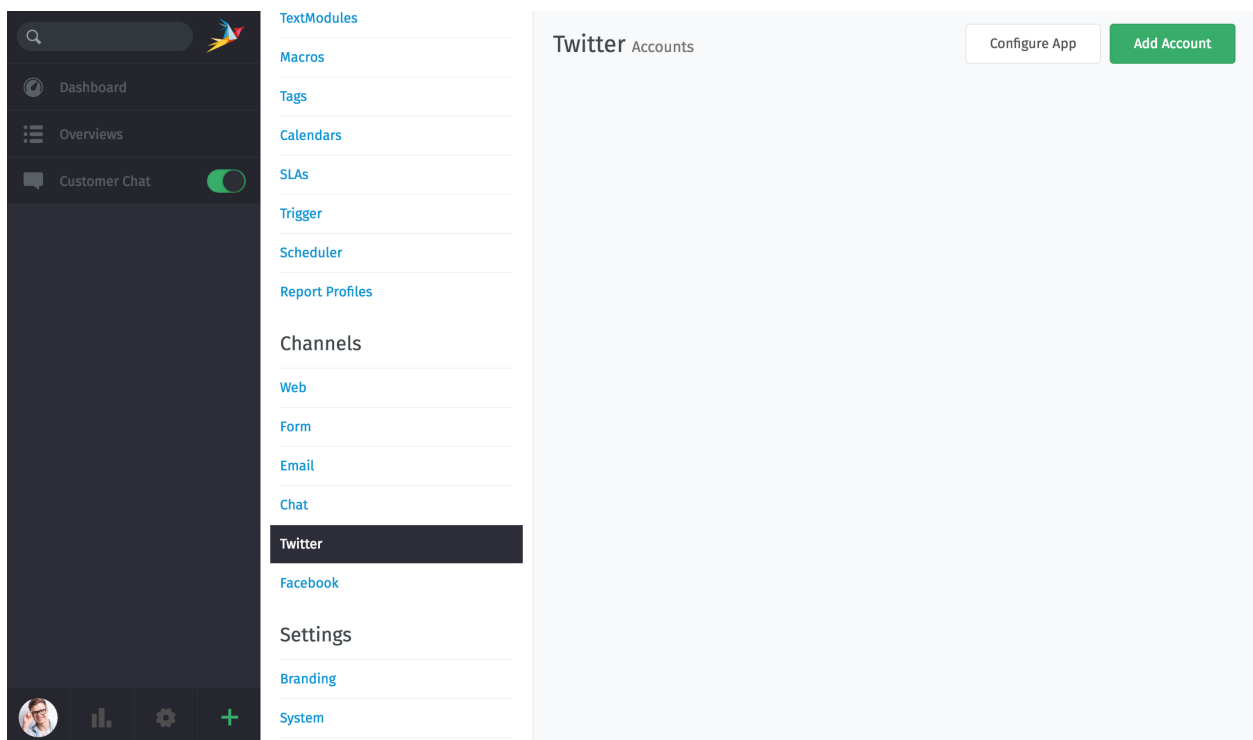 Dashboard
Overviews
Customer Chat
TextModules
Macros
Tags
Calendars
SLAs
Trigger
Scheduler
Report Profiles
Channels
Web
Form
Email
Chat
Twitter
Facebook
Settings
Branding
System
Twitter Accounts
Configure App
Add Account